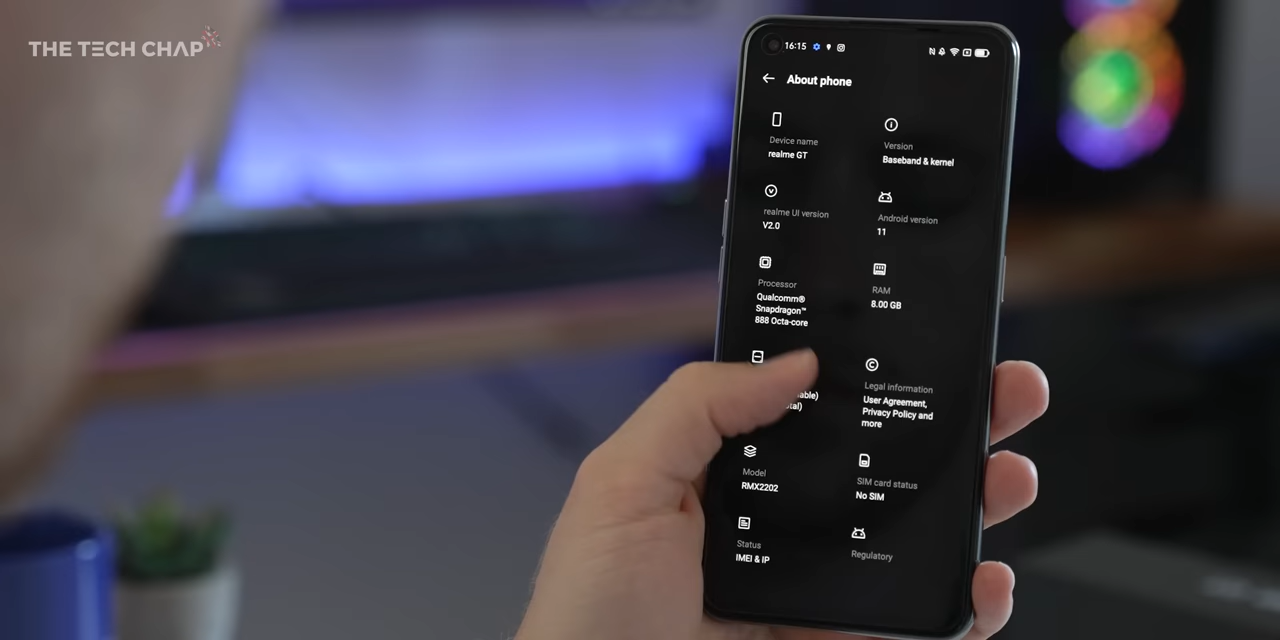 THE TECH CHAP
16:15
About phone
Device name
realme GT
Version
Baseband & kernel
realme UI version
V2.0
Android version
11
Processor
Qualcomm®
Snapdragon™
888 Octa-core
RAM
8.00 GB
Legal information
User Agreement,
Privacy Policy and
more
Model
RMX2202
SIM card status
No SIM
Status
IMEI & IP
Regulatory